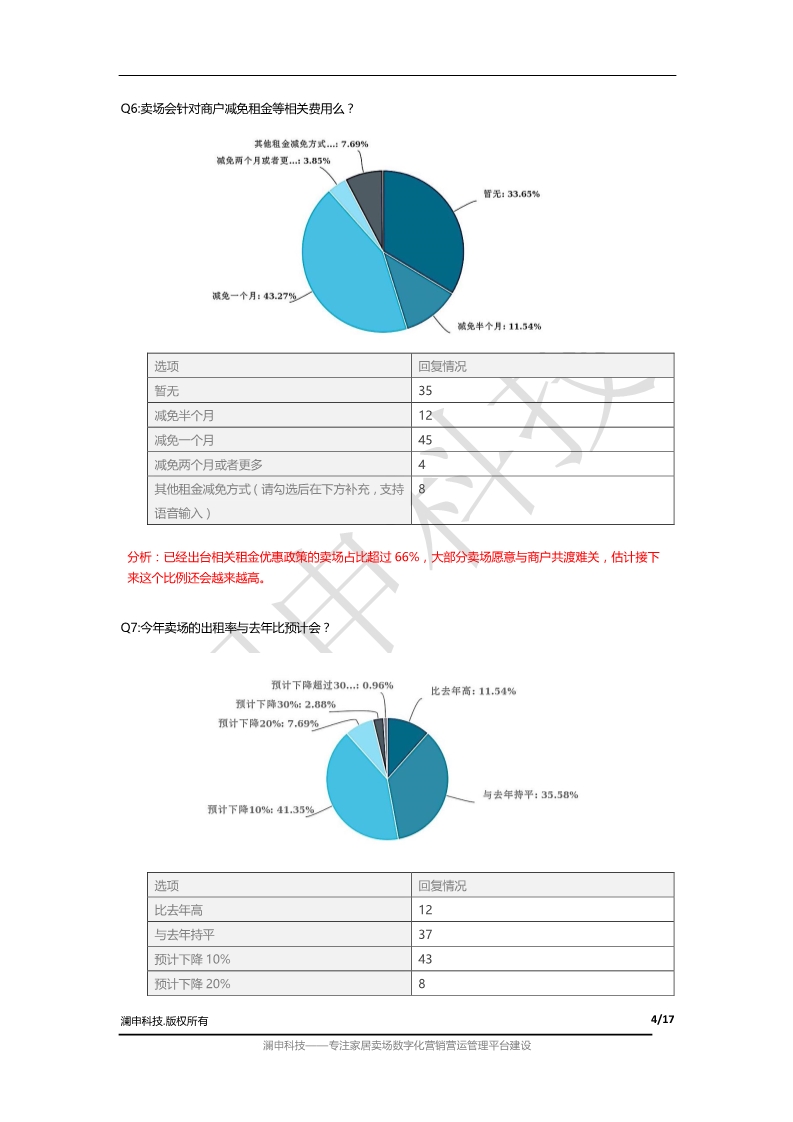 Q6:卖场会针对商户减免租金等相关费用么？
其他租金减免方式...: 7.69%
减免两个月或者更...: 3.85%
暂无: 33.65%
减免一个月: 43.27%
减免半个月: 11.54%
选项 回复情况
暂无 35
减免半个月 12
减免一个月 45
减免两个月或者更多 4
其他租金减免方式（请勾选后在下方补充，支持 8
语音输入）
分析：已经出台相关租金优惠政策的卖场占比超过 66%，大部分卖场愿意与商户共渡难关，估计接下
来这个比例还会越来越高。
Q7:今年卖场的出租率与去年比预计会？
预计下降超过30...: 0.96%
比去年高: 11.54%
预计下降30%: 2.88%
预计下降20%: 7.69%
与去年持平: 35.58%
预计下降10%: 41.35%
选项 回复情况
比去年高 12
与去年持平 37
预计下降 10% 43
预计下降 20% 8
澜申科技.版权所有 4/17
澜申科技——专注家居卖场数字化营销营运管理平台建设
申科技